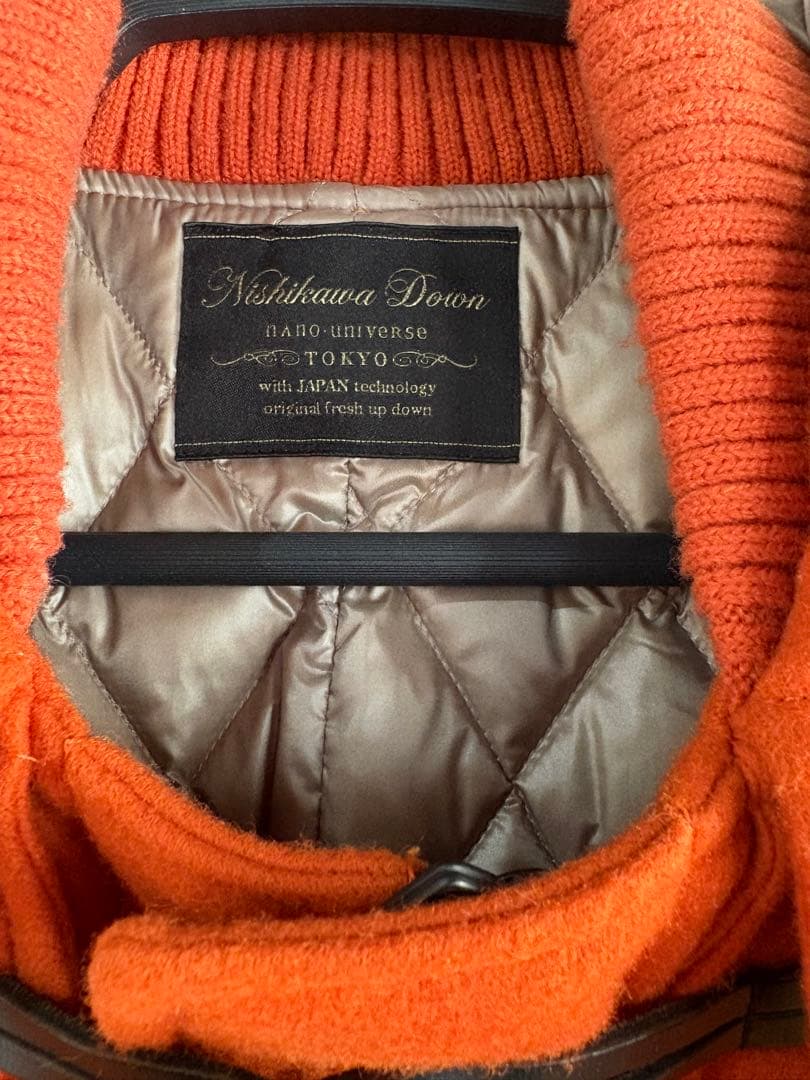 Nishikawa Down
nano·universe
TOKYO
with JAPAN technology
original fresh up down